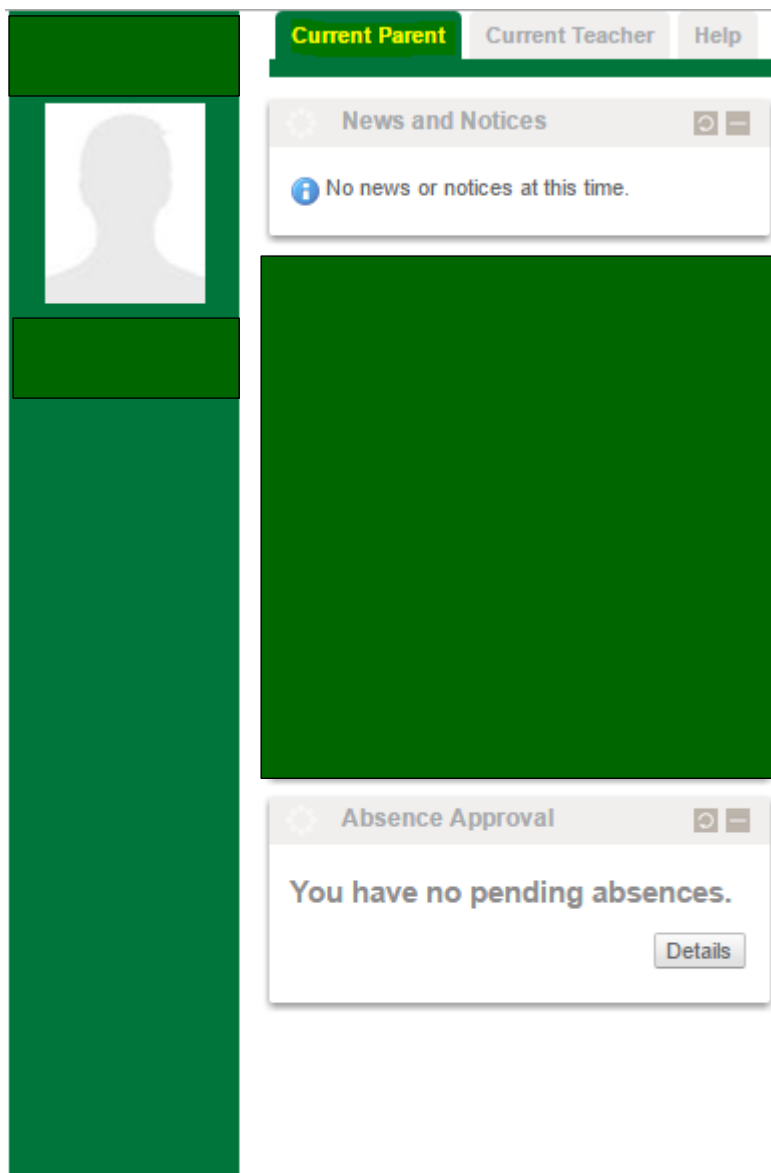 Current Parent Current Teacher Help
News and Notices
No news or notices at this time.
Absence Approval
You have no pending absences.
Details